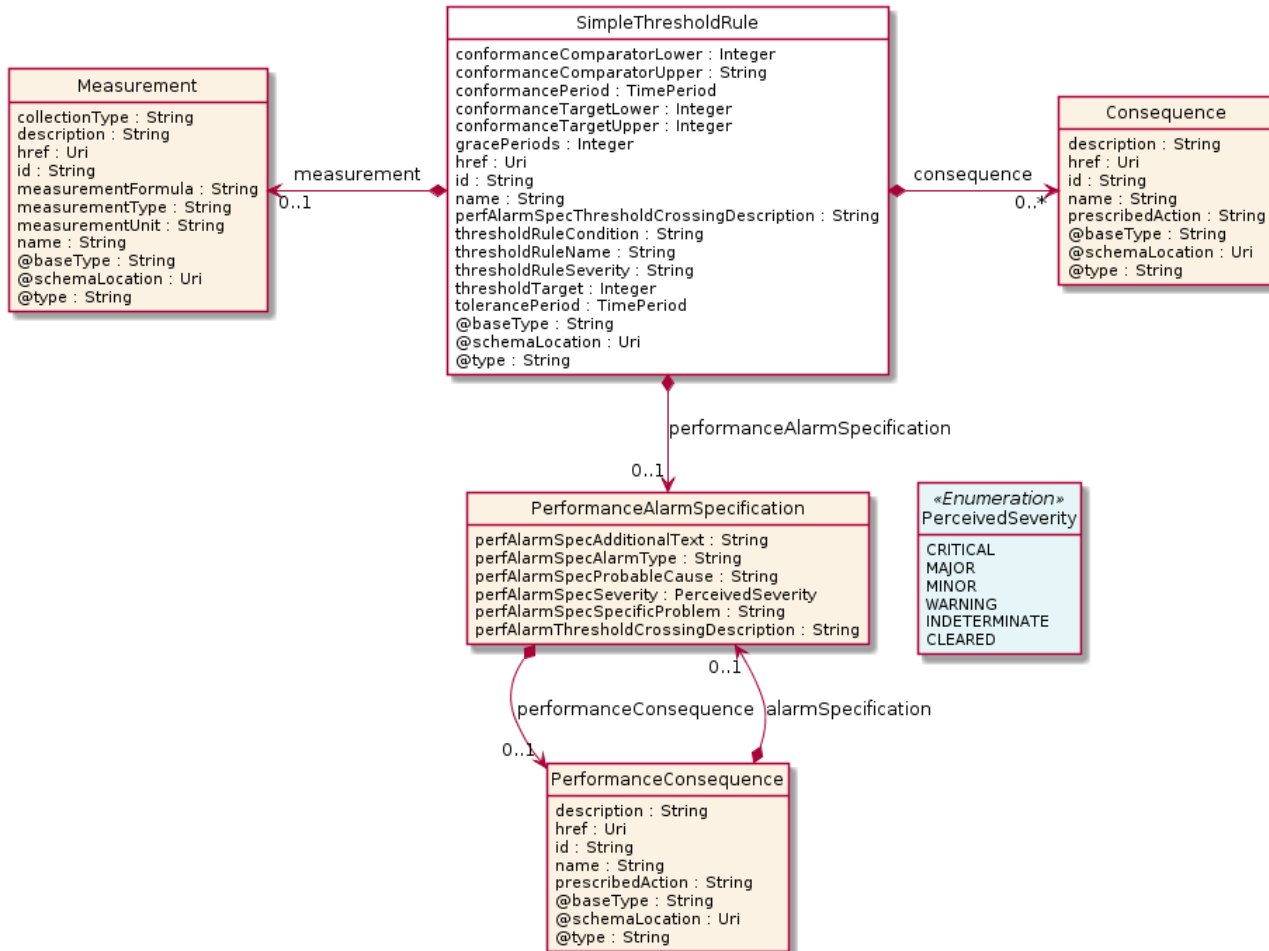 SimpleThresholdRule
conformanceComparatorLower : Integer
conformanceComparatorUpper : String
conformancePeriod : TimePeriod
conformanceTargetLower : Integer
conformanceTargetUpper : Integer
gracePeriods : Integer
href : Uri
id : String
name : String
perfAlarmSpecThresholdCrossingDescription : String
thresholdRuleCondition : String
thresholdRuleName : String
thresholdRuleSeverity : String
thresholdTarget : Integer
tolerancePeriod : TimePeriod
@baseType : String
@schemaLocation : Uri
@type : String
Measurement
collectionType : String
description : String
href : Uri
id : String
measurementFormula : String
measurementType : String
measurementUnit : String
name : String
@baseType : String
@schemaLocation : Uri
@type : String
measurement
0..1
Consequence
description : String
href : Uri
id : String
name : String
prescribedAction : String
@baseType : String
@schemaLocation : Uri
@type : String
consequence
0..*
performanceAlarmSpecification
0..1
PerformanceAlarmSpecification
perfAlarmSpecAdditionalText : String
perfAlarmSpecAlarmType : String
perfAlarmSpecProbableCause : String
perfAlarmSpecSeverity : PerceivedSeverity
perfAlarmSpecSpecificProblem : String
perfAlarmThresholdCrossingDescription : String
«Enumeration»
PerceivedSeverity
CRITICAL
MAJOR
MINOR
WARNING
INDETERMINATE
CLEARED
0..1
performanceConsequence
alarmSpecification
0..1
PerformanceConsequence
description : String
href : Uri
id : String
name : String
prescribedAction : String
@baseType : String
@schemaLocation : Uri
@type : String